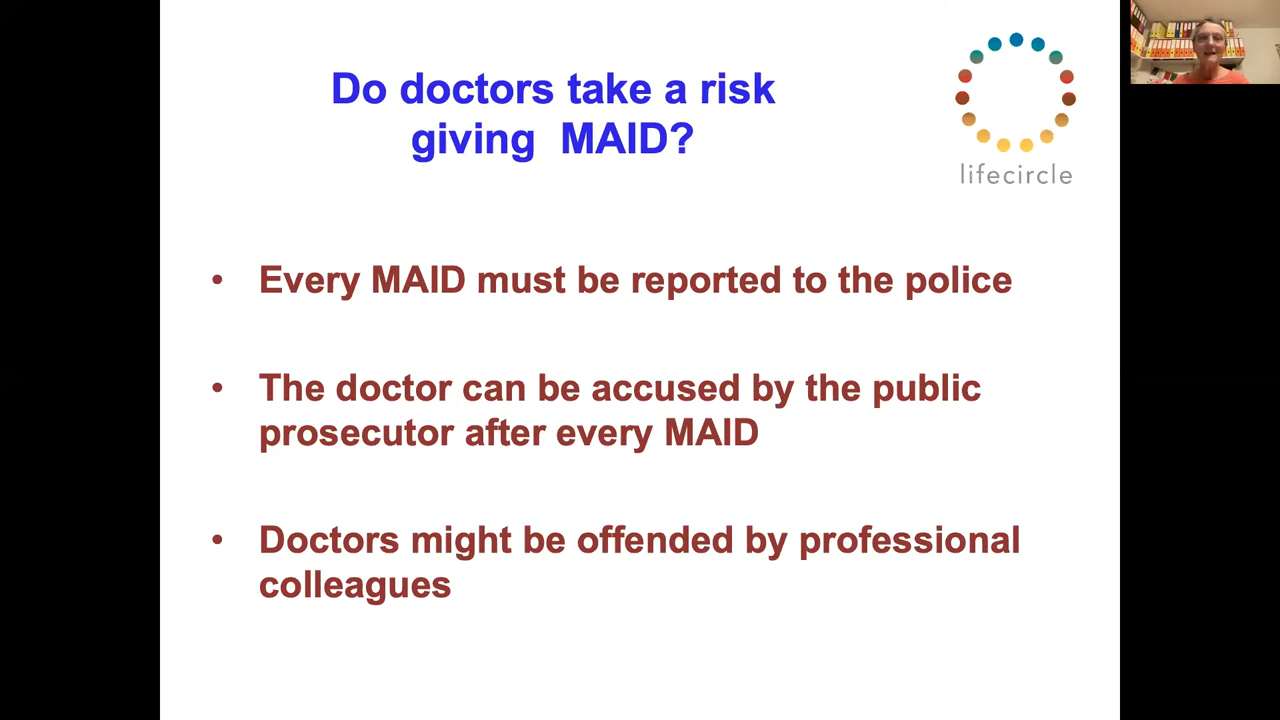 Do doctors take a risk
giving MAID?
lifecircle
• Every MAID must be reported to the police
• The doctor can be accused by the public
prosecutor after every MAID
• Doctors might be offended by professional
colleagues